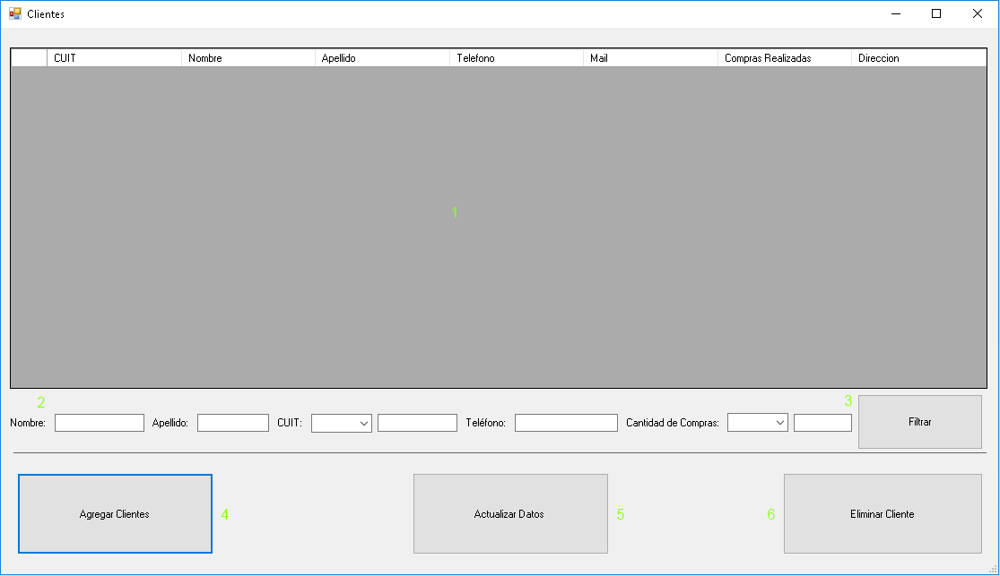 Clientes
CUIT Nombre Apellido Telefono Mail Compras Realizadas Direccion
1
2 3
Nombre: Apellido: CUIT: Teléfono: Cantidad de Compras: Filtrar
Agregar Clientes 4 Actualizar Datos 5 6 Eliminar Cliente